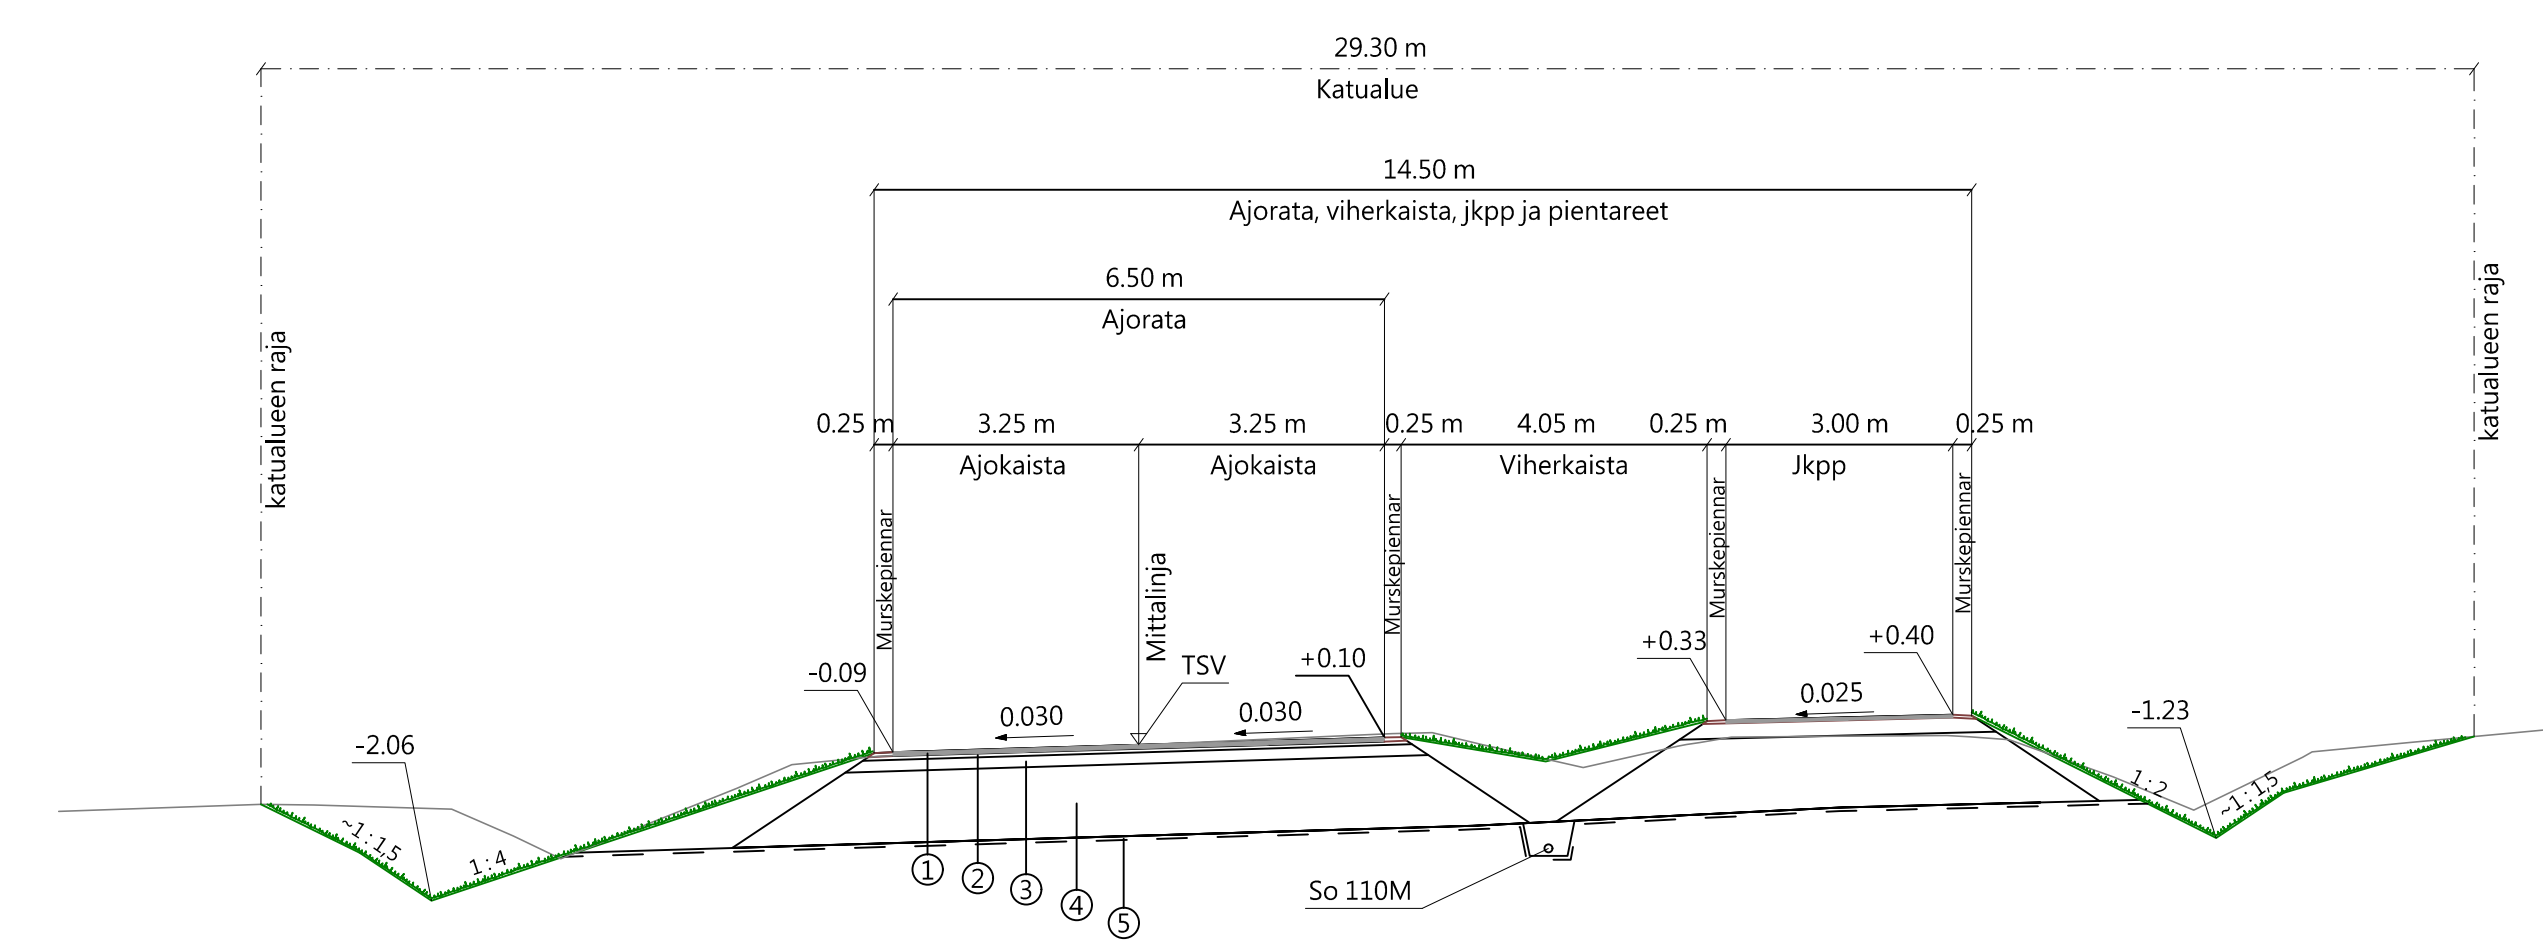 29.30 m
Katualue
14.50 m
Ajorata, viherkaista, jkpp ja pientareet
6.50 m
Ajorata
katualueen raja
katualueen raja
0.25 m
3.25 m
3.25 m
0.25 m
4.05 m
0.25 m
3.00 m
0.25 m
Ajokaista
Ajokaista
Viherkaista
Jkpp
Murskepiennar
Mittalinja
Murskepiennar
Murskepiennar
Murskepiennar
-0.09
TSV
+0.10
+0.33
+0.40
0.030
0.030
0.025
-2.06
-1.23
~1:1,5
1:4
1:2
~1:1,5
1
2
3
4
5
So 110M